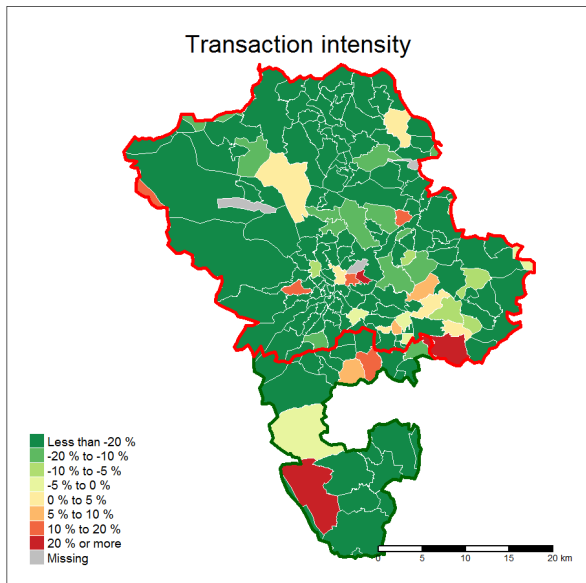 Transaction intensity
Less than -20 %
-20 % to -10 %
-10 % to -5 %
-5 % to 0 %
0 % to 5 %
5 % to 10 %
10 % to 20 %
20 % or more
Missing
0 5 10 15 20 km